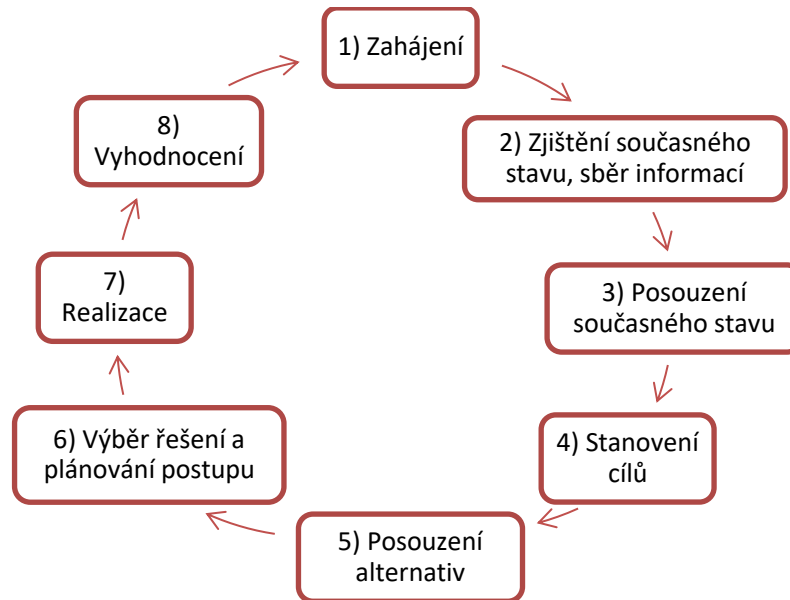 1) Zahájení
2) Zjištění současného
stavu, sběr informací
3) Posouzení
současného stavu
4) Stanovení
cílů
5) Posouzení
alternativ
6) Výběr řešení a
plánování postupu
7)
Realizace
8)
Vyhodnocení